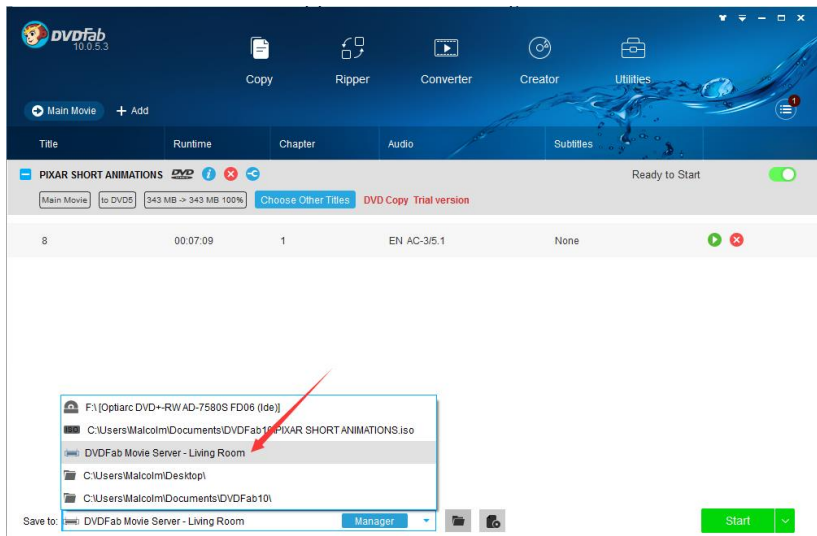 DVDFab
10.0.5.3
Copy Ripper Converter Creator Utilities
Main Movie + Add
1
Title Runtime Chapter Audio Subtitles
PIXAR SHORT ANIMATIONS DVD Ready to Start
Main Movie to DVD5 343 MB -> 343 MB 100% Choose Other Titles DVD Copy Trial version
8 00:07:09 1 EN AC-3/5.1 None
F:\ [Optiarc DVD+-RW AD-7580S FD06 (Ide)]
ISO C:\Users\Malcolm\Documents\DVDFab10\PIXAR SHORT ANIMATIONS.iso
DVDFab Movie Server - Living Room
C:\Users\Malcolm\Desktop\
C:\Users\Malcolm\Documents\DVDFab10\
Save to: DVDFab Movie Server - Living Room Manager Start